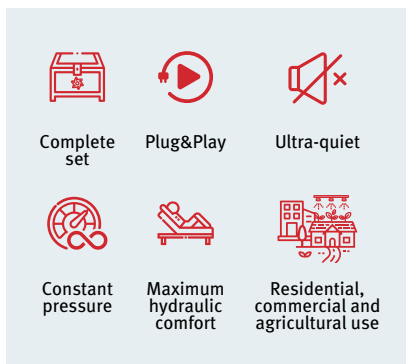 Complete
set
Plug&Play
Ultra-quiet
Constant
pressure
Maximum
hydraulic
comfort
Residential,
commercial and
agricultural use